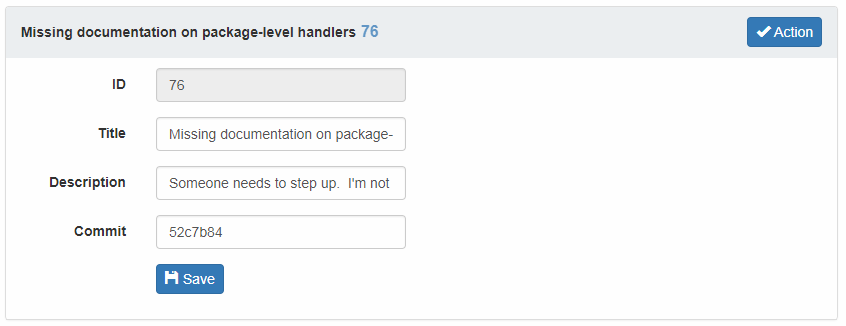 Missing documentation on package-level handlers 76
Action
ID
76
Title
Missing documentation on package-
Description
Someone needs to step up.  I'm not
Commit
52c7b84
Save